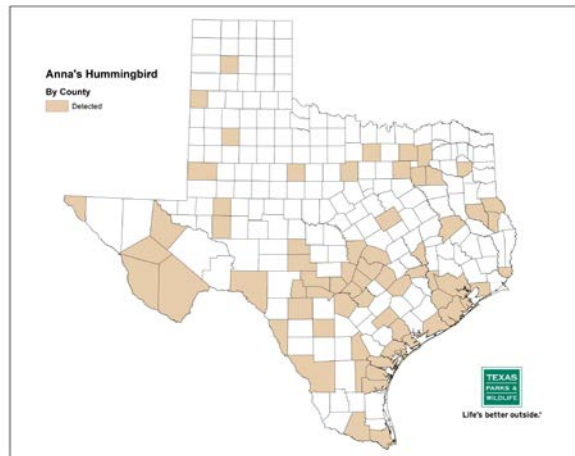 Anna's Hummingbird
By County
Detected
TEXAS
PARKS &
WILDLIFE
Life's better outside.®